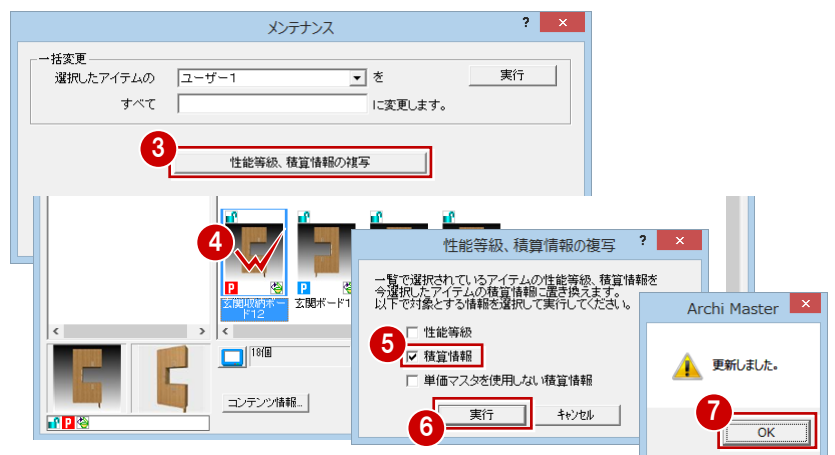 メンテナンス
? ×
一括変更
選択したアイテムの ユーザー1 を 実行
すべて に変更します。
3
性能等級、積算情報の複写
4
P
P
玄関収納ボード12
玄関ボード1
性能等級、積算情報の複写
? ×
一覧で選択されているアイテムの性能等級、積算情報を
今選択したアイテムの積算情報に置き換えます。
以下で対象とする情報を選択して実行してください。
性能等級
5
積算情報
単価マスタを使用しない積算情報
6
実行 キャンセル
18個
コンテンツ情報...
P
Archi Master ×
更新しました。
7
OK